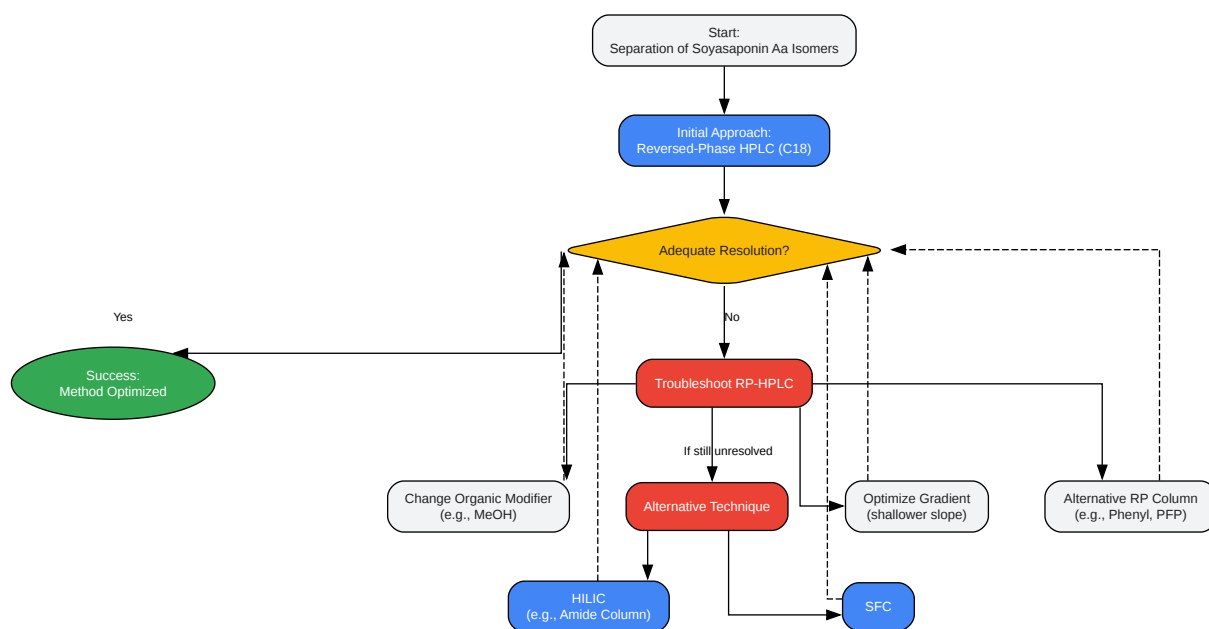 Start:
Separation of Soyasaponin Aa Isomers
Initial Approach:
Reversed-Phase HPLC (C18)
Adequate Resolution?
Yes
No
Success:
Method Optimized
Troubleshoot RP-HPLC
If still unresolved
Change Organic Modifier
(e.g., MeOH)
Alternative Technique
Optimize Gradient
(shallower slope)
Alternative RP Column
(e.g., Phenyl, PFP)
HILIC
(e.g., Amide Column)
SFC